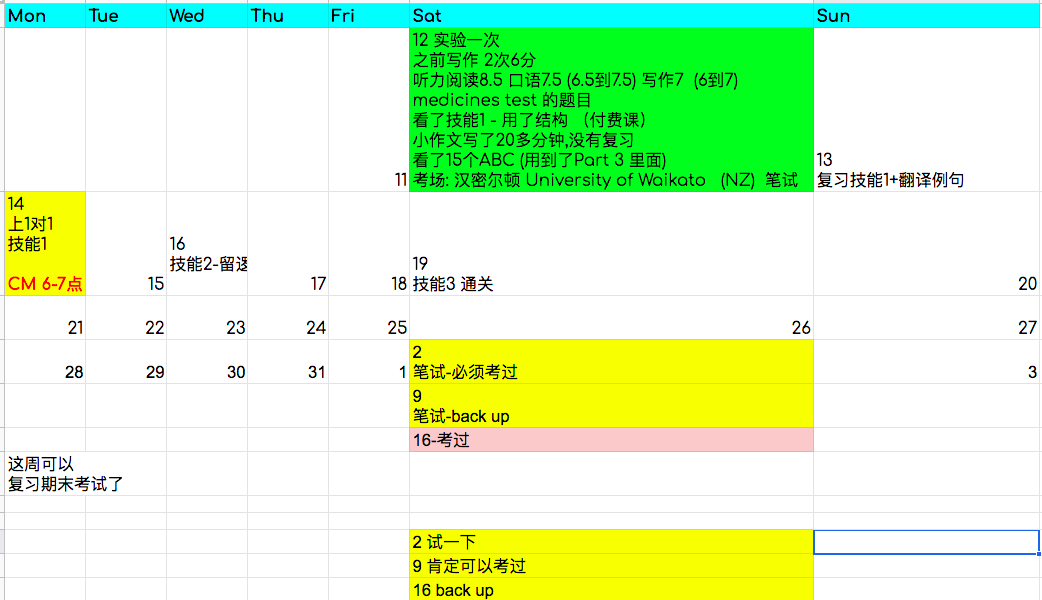 Mon Tue Wed Thu Fri Sat Sun
12 实验一次
之前写作 2次6分
听力阅读8.5 口语7.5 (6.5到7.5) 写作7 (6到7)
medicines test 的题目
看了技能1 - 用了结构 （付费课）
小作文写了20多分钟,没有复习
看了15个ABC (用到了Part 3 里面)
11 考场: 汉密尔顿 University of Waikato (NZ) 笔试
13
复习技能1+翻译例句
14
上1对1
技能1
CM 6-7点
15
16
技能2-留
17
18
19
技能3 通关
20
21 22 23 24 25 26 27
28 29 30 31 1
2
笔试-必须考过
3
9
笔试-back up
16-考过
这周可以
复习期末考试了
2 试一下
9 肯定可以考过
16 back up